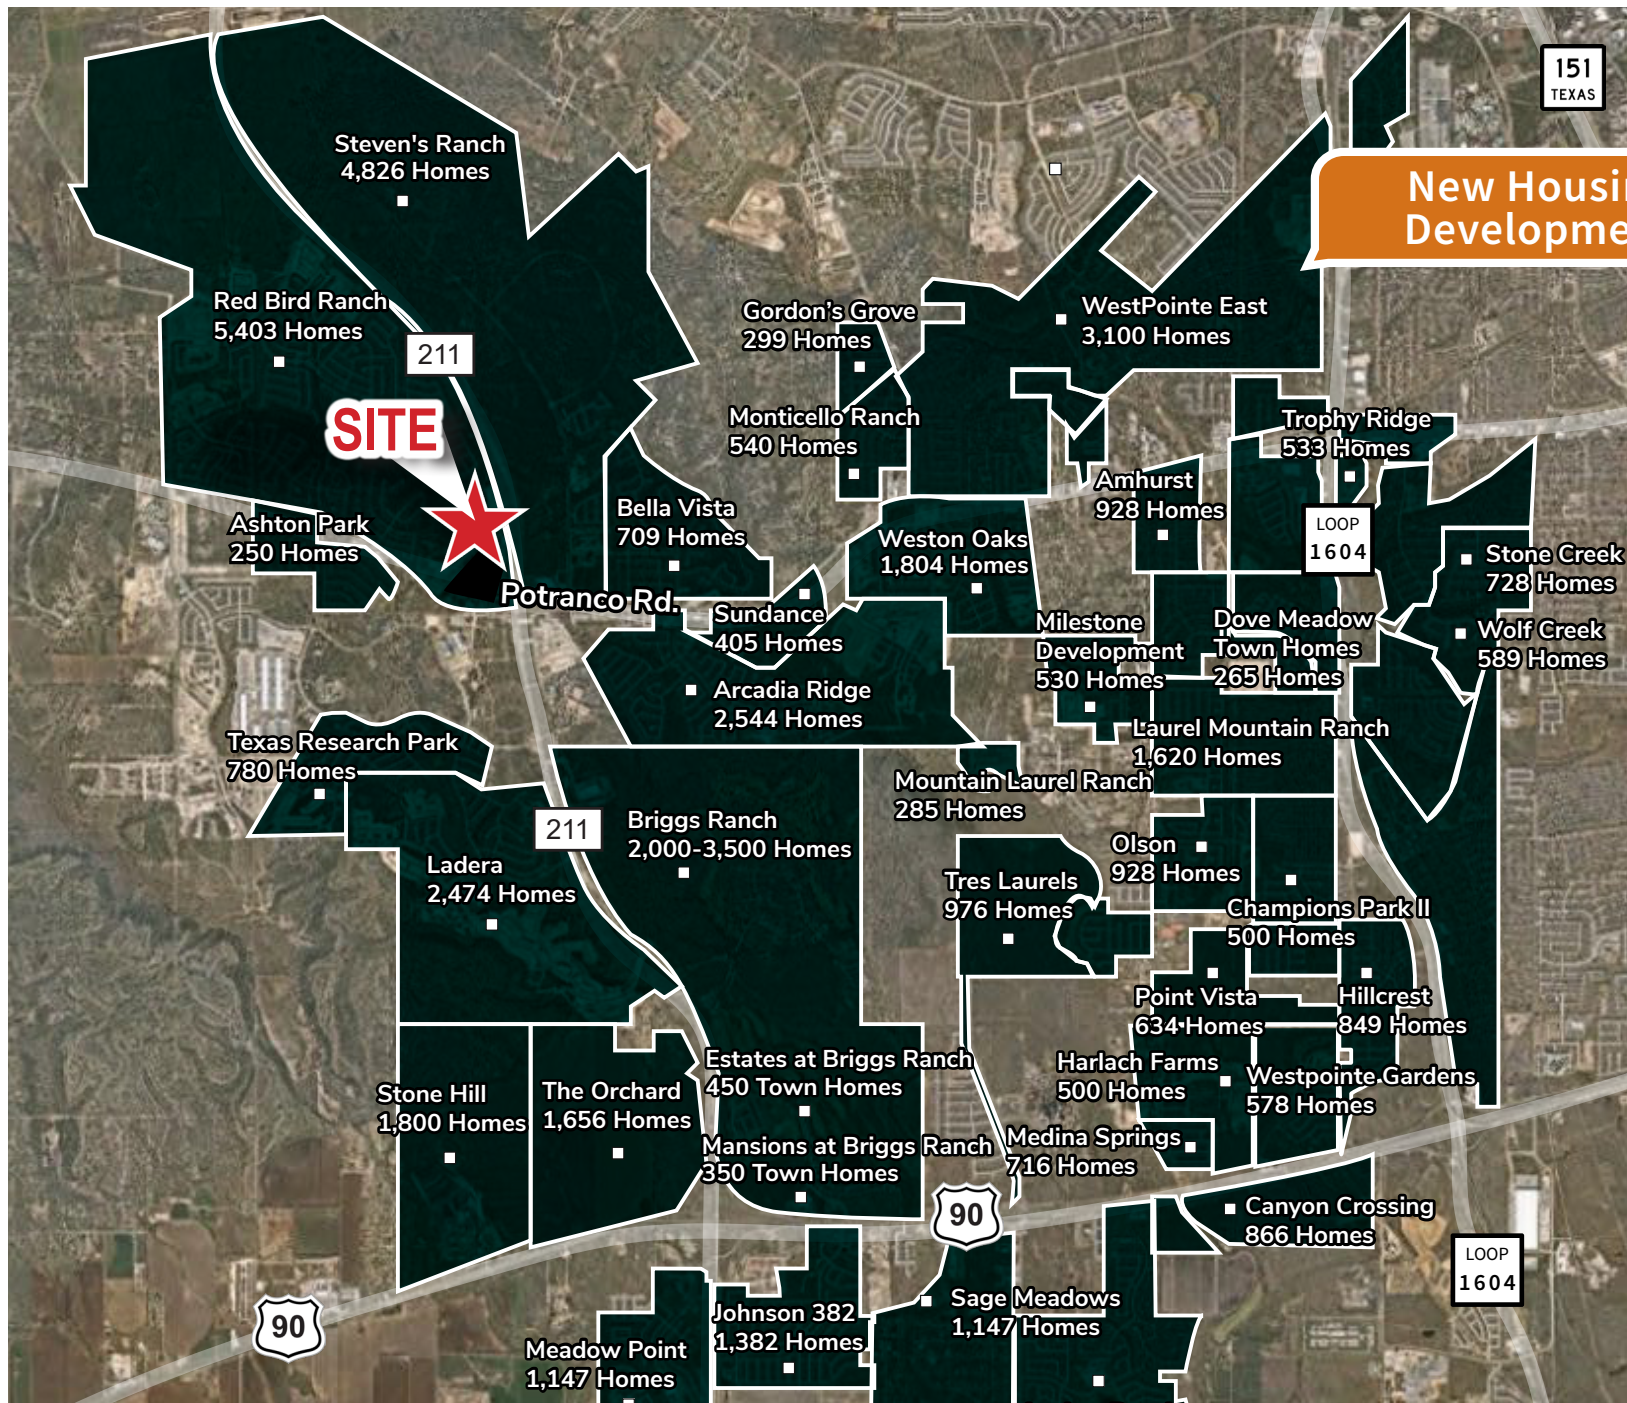 151
TEXAS
New Housi
Developme
Steven's Ranch
4,826 Homes
Red Bird Ranch
5,403 Homes
211
SITE
Gordon's Grove
299 Homes
WestPointe East
3,100 Homes
Monticello Ranch
540 Homes
Trophy Ridge
533 Homes
Amhurst
928 Homes
Bella Vista
709 Homes
Ashton Park
250 Homes
Weston Oaks
1,804 Homes
LOOP
1604
Stone Creek
728 Homes
Potranco Rd.
Sundance
405 Homes
Milestone
Development
530 Homes
Dove Meadow
Town Homes
265 Homes
Wolf Creek
589 Homes
Arcadia Ridge
2,544 Homes
Texas Research Park
780 Homes
Laurel Mountain Ranch
1,620 Homes
Mountain Laurel Ranch
285 Homes
211
Briggs Ranch
2,000-3,500 Homes
Ladera
2,474 Homes
Olson
928 Homes
Tres Laurels
976 Homes
Champions Park II
500 Homes
Point Vista
634 Homes
Hillcrest
849 Homes
Estates at Briggs Ranch
450 Town Homes
Harlach Farms
500 Homes
Westpointe Gardens
578 Homes
Stone Hill
1,800 Homes
The Orchard
1,656 Homes
Mansions at Briggs Ranch
350 Town Homes
Medina Springs
716 Homes
90
Canyon Crossing
866 Homes
LOOP
1604
90
Sage Meadows
1,147 Homes
Johnson 382
1,382 Homes
Meadow Point
1,147 Homes